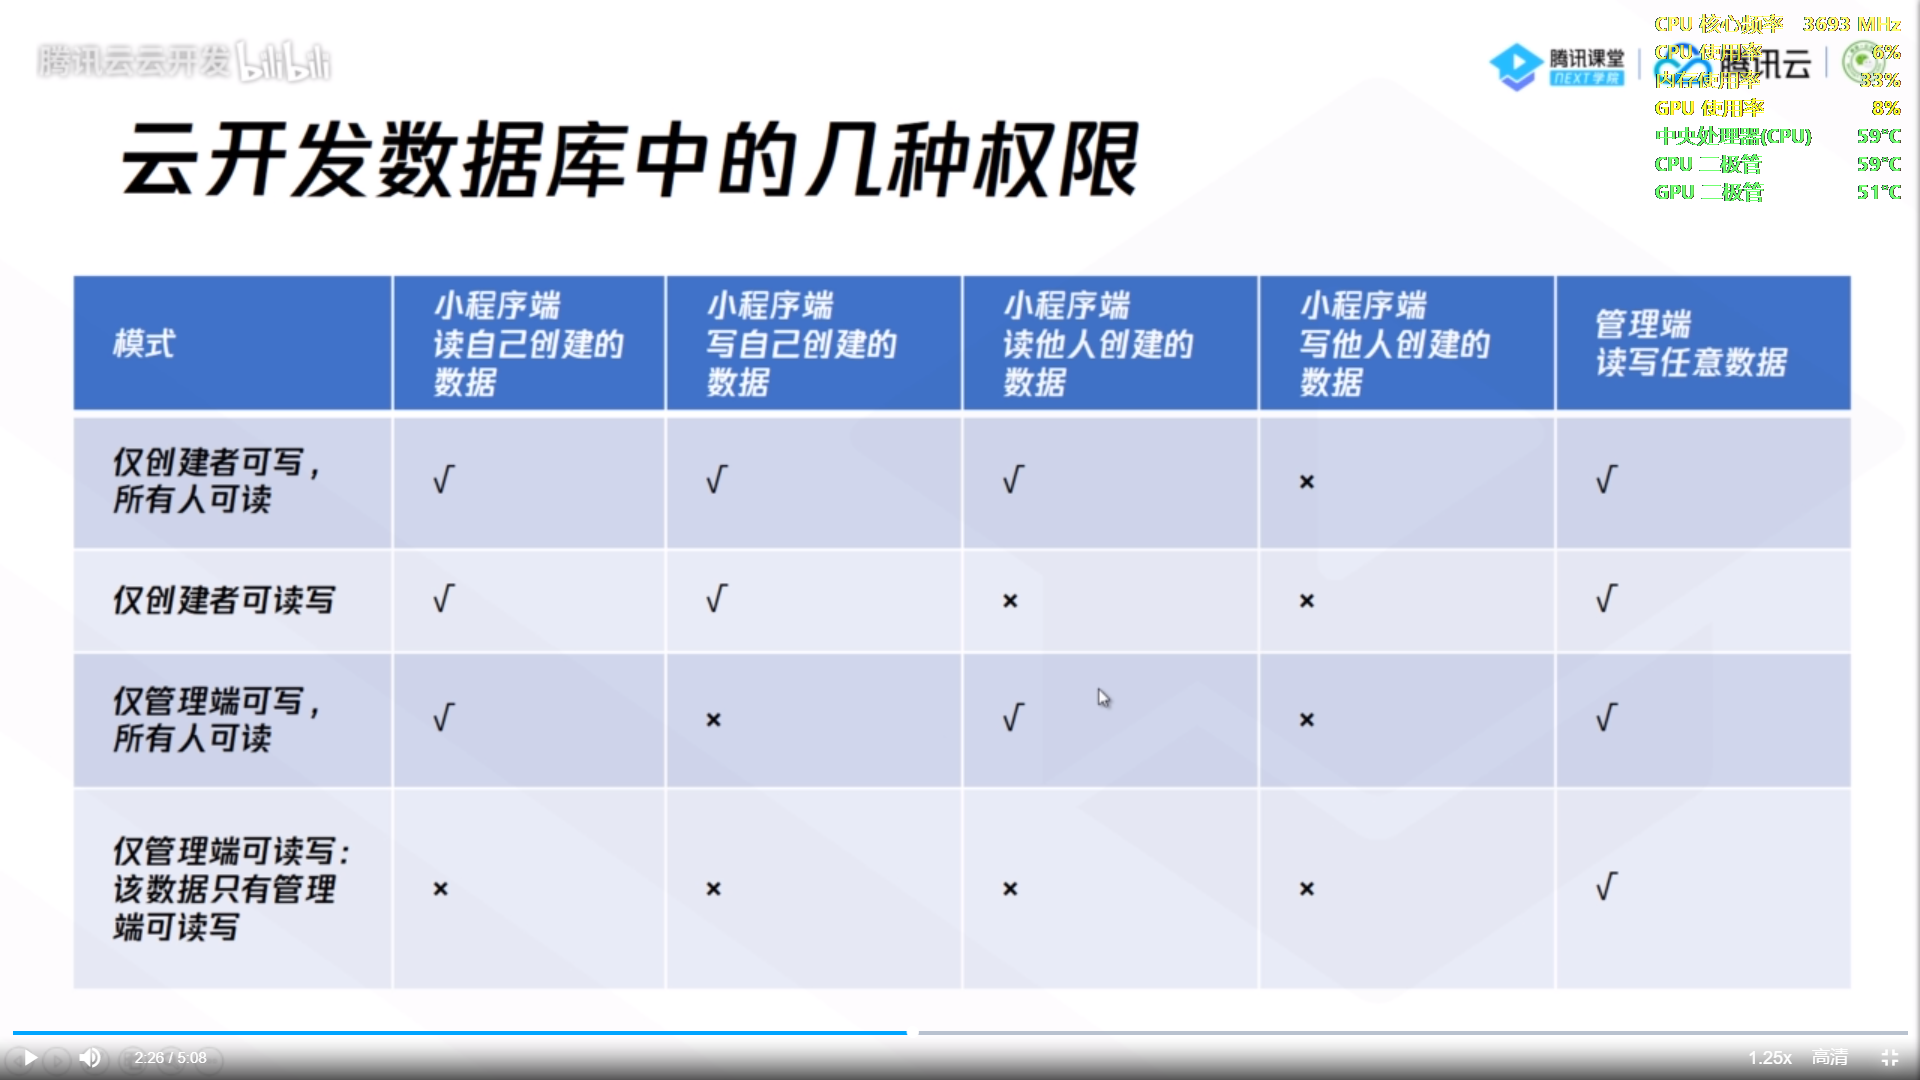 腾讯云云开发 bilibili
腾讯课堂
NEXT学院
腾讯云
CPU 核心频率 3693 MHz
CPU 使用率 6%
内存使用率 33%
GPU 使用率 8%
中央处理器(CPU) 59°C
CPU 二极管 59°C
GPU 二极管 51°C
云开发数据库中的几种权限
模式
小程序端
读自己创建的
数据
小程序端
写自己创建的
数据
小程序端
读他人创建的
数据
小程序端
写他人创建的
数据
管理端
读写任意数据
仅创建者可写，
所有人可读
√ √ √ × √
仅创建者可读写
√ √ × × √
仅管理端可写，
所有人可读
√ × √ × √
仅管理端可读写：
该数据只有管理
端可读写
× × × × √
2:26 / 5:08
1.25x 高清